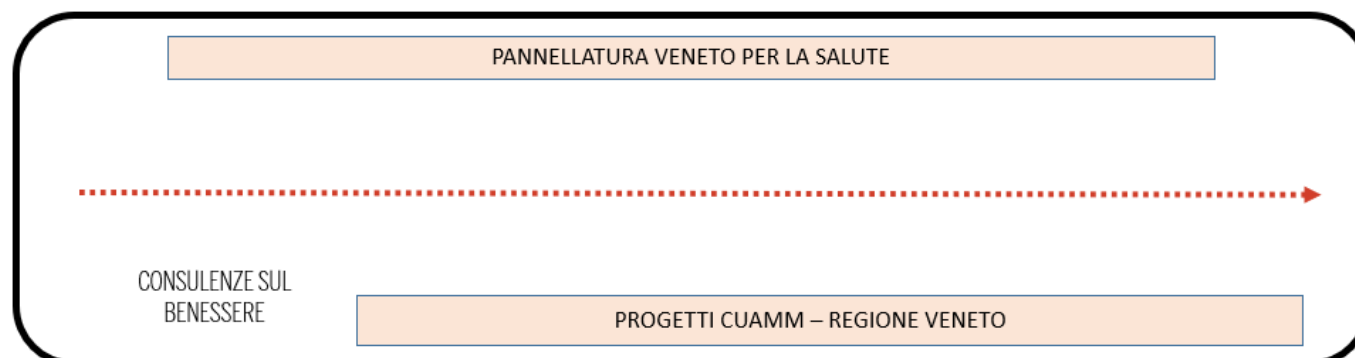 PANNELLATURA VENETO PER LA SALUTE
CONSULENZE SUL
BENESSERE
PROGETTI CUAMM – REGIONE VENETO